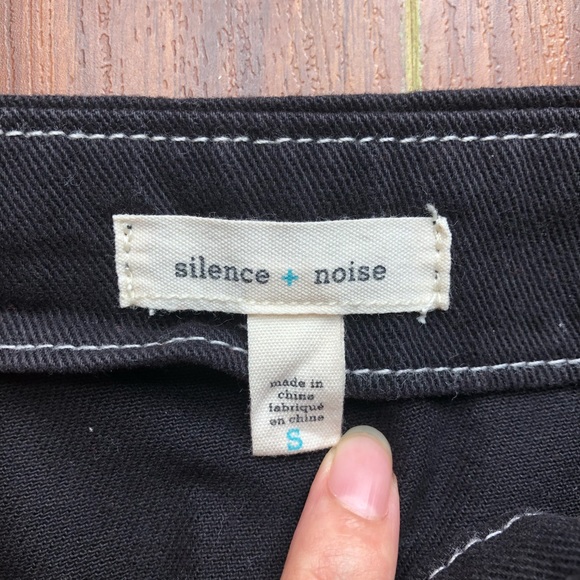 silence + noise
made in
china
fabriqué
en chine
S